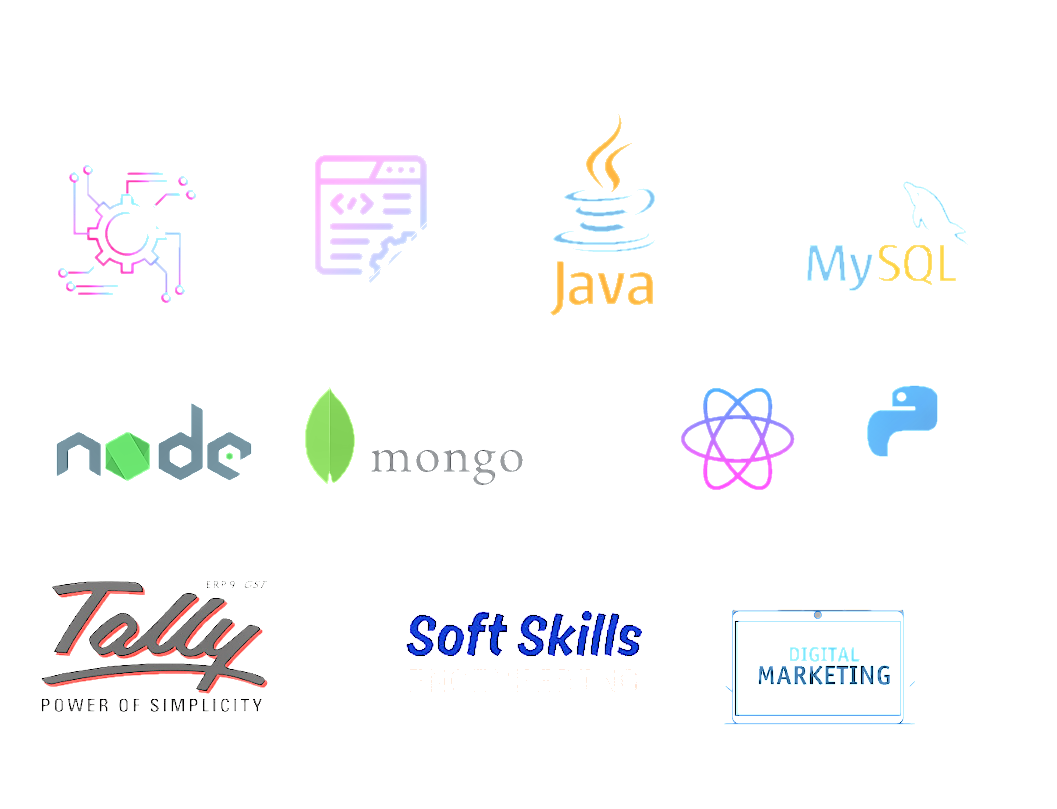 Java
MySQL
node
mongo
ERP 9 GST
Tally
POWER OF SIMPLICITY
Soft Skills
DIGITAL
MARKETING